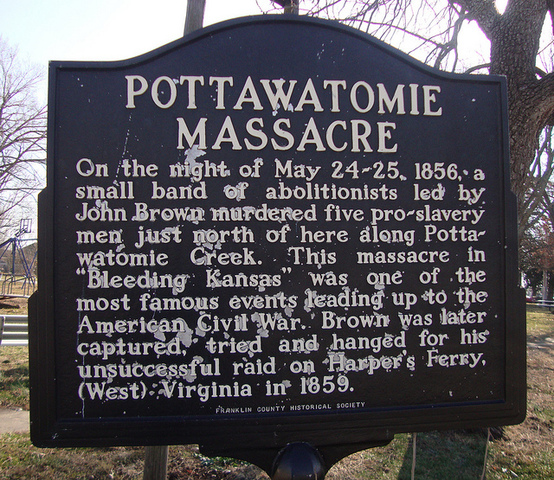 POTTAWATOMIE
MASSACRE
On the night of May 24-25, 1856, a
small band of abolitionists led by
John Brown murdered five pro-slavery
men just north of here along Potta-
watomie Creek. This massacre in
"Bleeding Kansas" was one of the
most famous events leading up to the
American Civil War. Brown was later
captured, tried and hanged for his
unsuccessful raid on Harper's Ferry,
(West) Virginia in 1859.
FRANKLIN COUNTY HISTORICAL SOCIETY